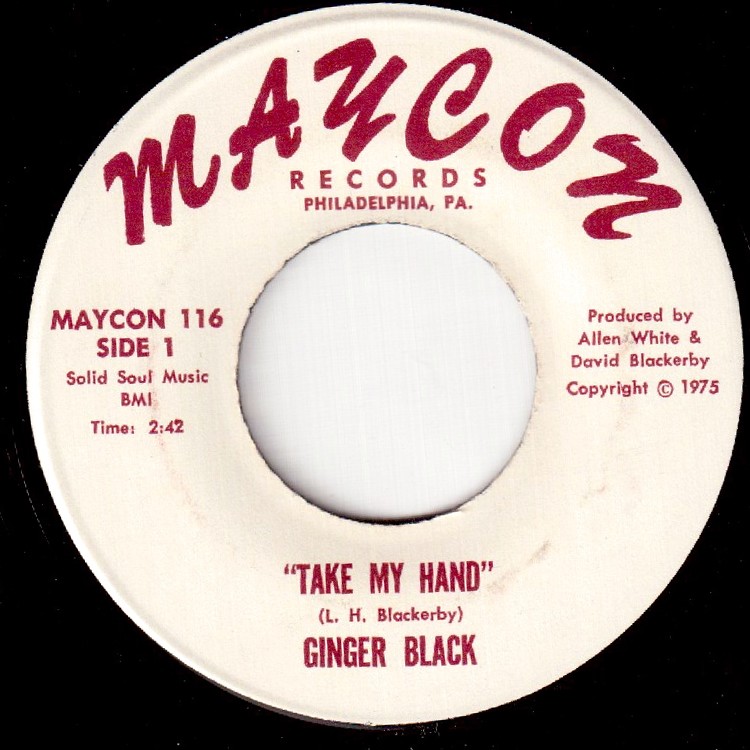 MAYCON
RECORDS
PHILADELPHIA, PA.
MAYCON 116
SIDE 1
Solid Soul Music
BMI
Time: 2:42
Produced by
Allen White &
David Blackerby
Copyright © 1975
"TAKE MY HAND"
(L. H. Blackerby)
GINGER BLACK